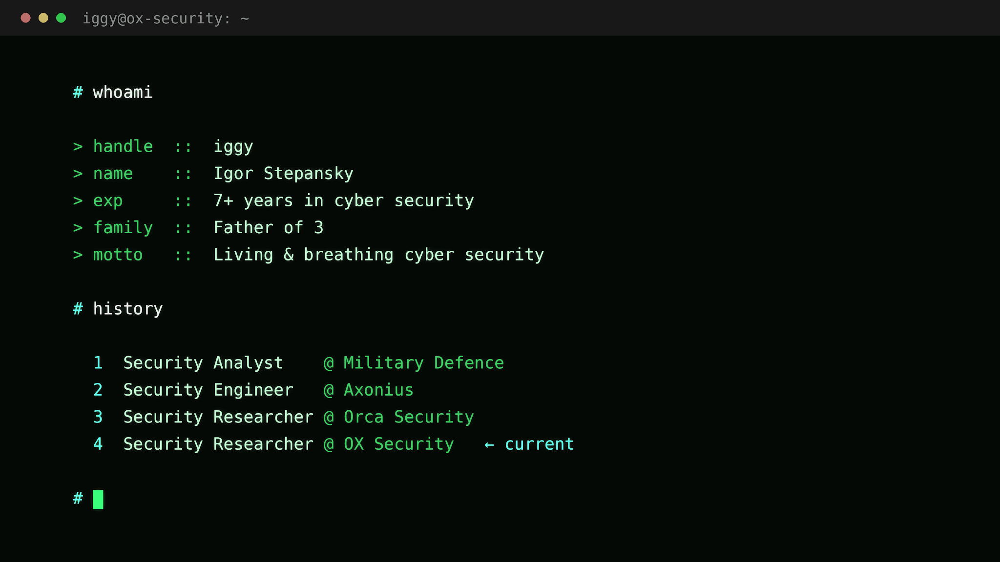 iggy@ox-security: ~
# whoami
> handle :: iggy
> name :: Igor Stepansky
> exp :: 7+ years in cyber security
> family :: Father of 3
> motto :: Living & breathing cyber security
# history
1 Security Analyst @ Military Defence
2 Security Engineer @ Axonius
3 Security Researcher @ Orca Security
4 Security Researcher @ OX Security ← current
#